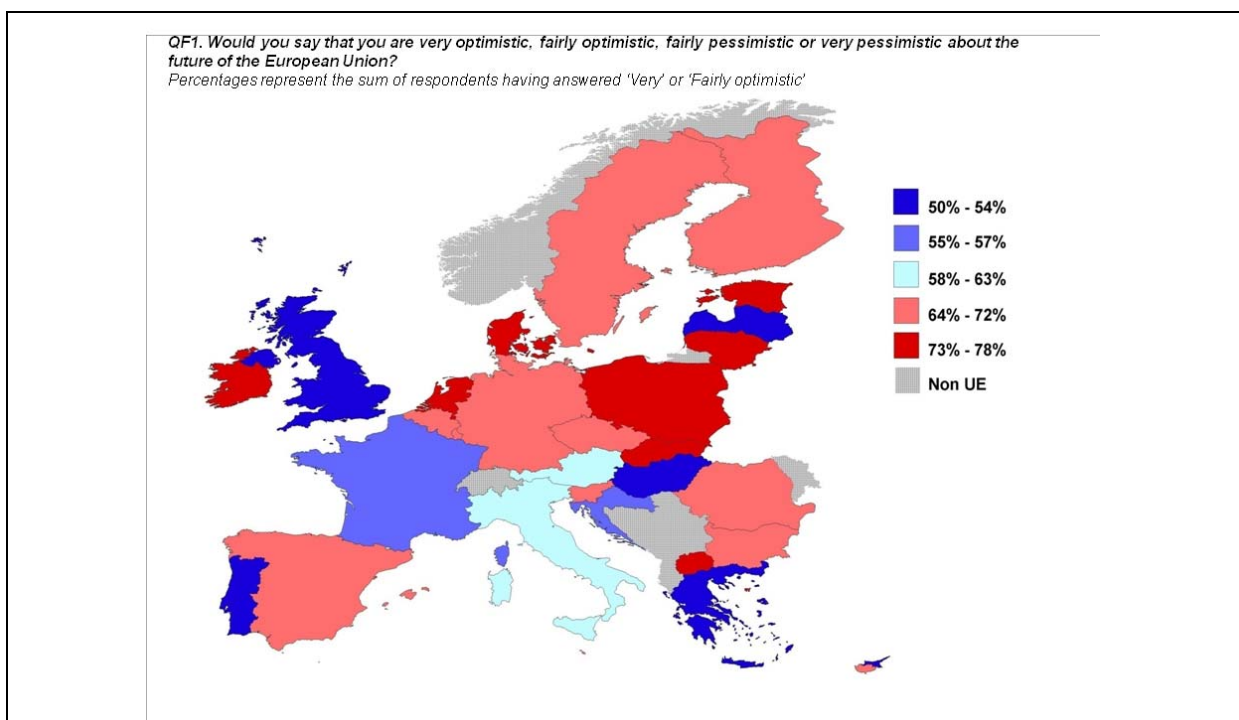 QF1. Would you say that you are very optimistic, fairly optimistic, fairly pessimistic or very pessimistic about the
future of the European Union?
Percentages represent the sum of respondents having answered 'Very' or 'Fairly optimistic'
50% - 54%
55% - 57%
58% - 63%
64% - 72%
73% - 78%
Non UE